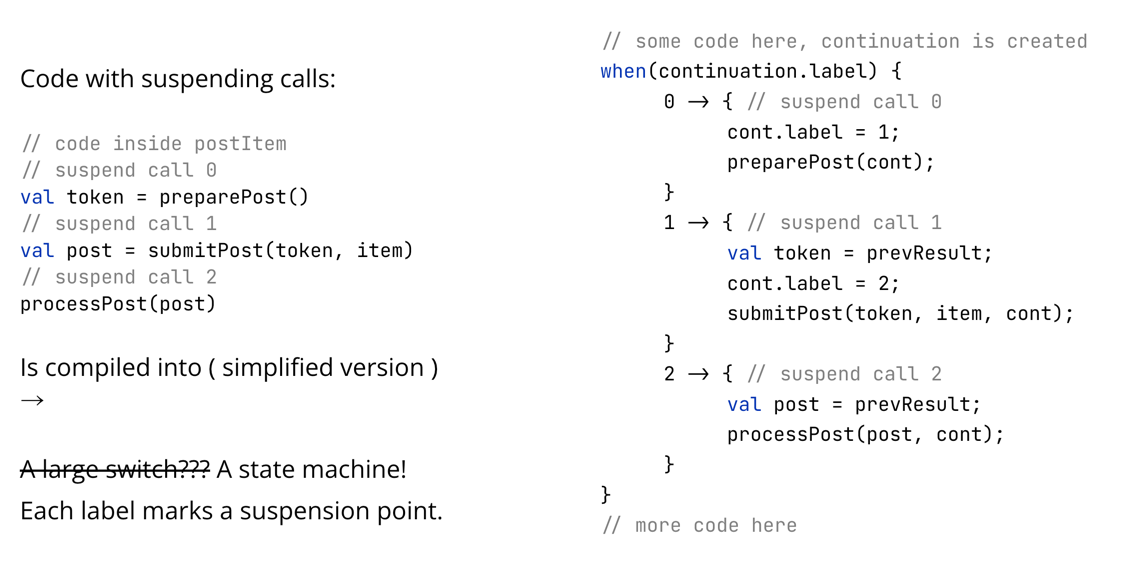 Code with suspending calls:
// code inside postItem
// suspend call 0
val token = preparePost()
// suspend call 1
val post = submitPost(token, item)
// suspend call 2
processPost(post)
Is compiled into ( simplified version )
→
A large switch??? A state machine!
Each label marks a suspension point.
// some code here, continuation is created
when(continuation.label) {
0 → { // suspend call 0
cont.label = 1;
preparePost(cont);
}
1 → { // suspend call 1
val token = prevResult;
cont.label = 2;
submitPost(token, item, cont);
}
2 → { // suspend call 2
val post = prevResult;
processPost(post, cont);
}
}
// more code here